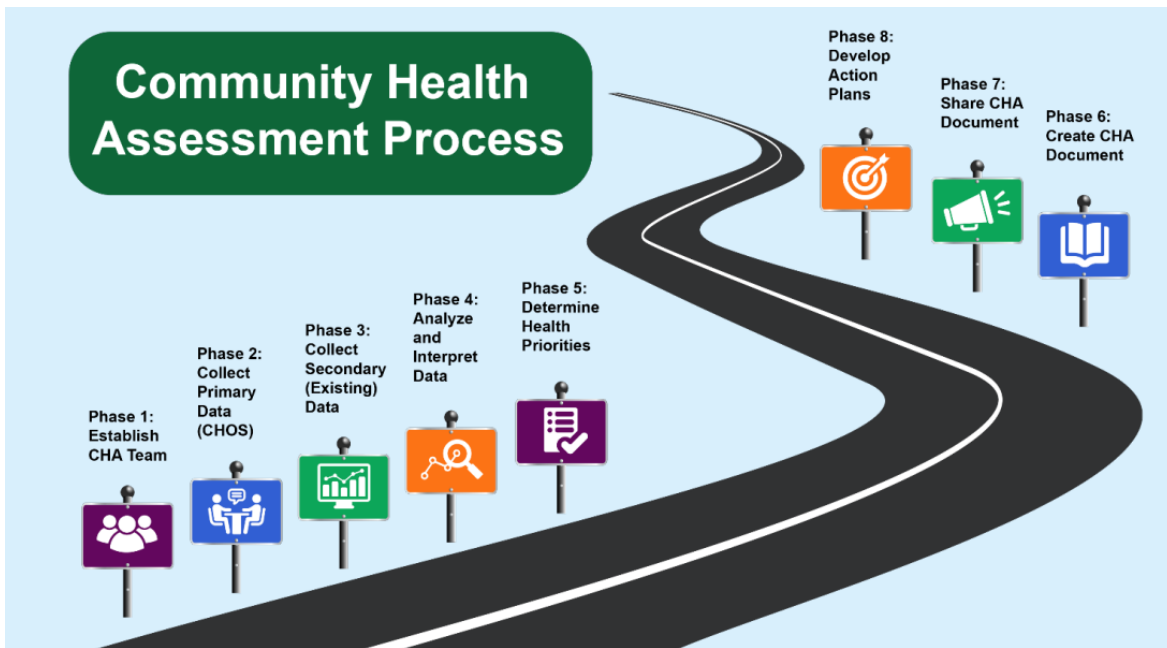 Community Health
Assessment Process
Phase 1:
Establish
CHA Team
Phase 2:
Collect
Primary
Data
(CHOS)
Phase 3:
Collect
Secondary
(Existing)
Data
Phase 4:
Analyze
and
Interpret
Data
Phase 5:
Determine
Health
Priorities
Phase 6:
Create CHA
Document
Phase 7:
Share CHA
Document
Phase 8:
Develop
Action
Plans